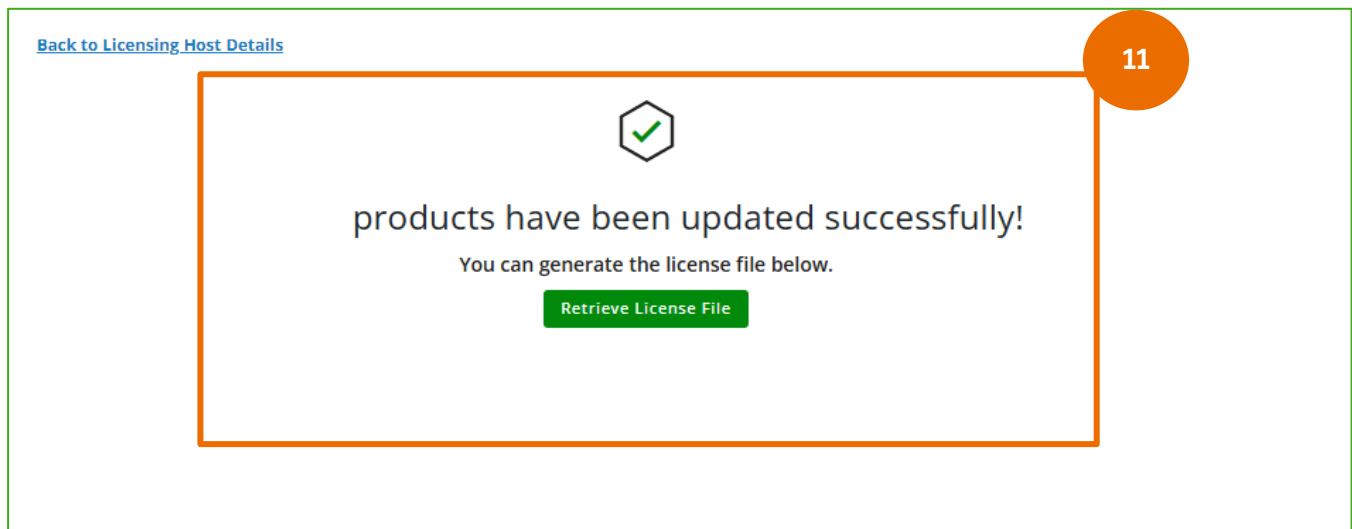 Back to Licensing Host Details
11
products have been updated successfully!
You can generate the license file below.
Retrieve License File